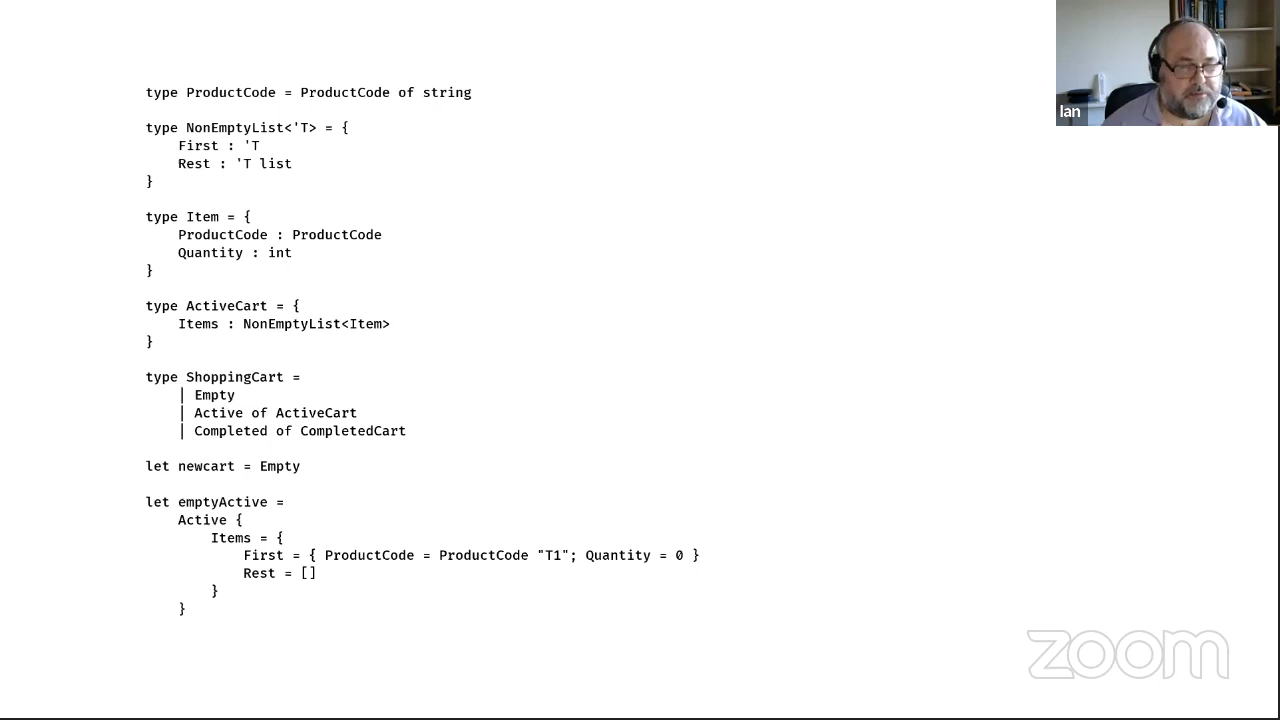 type ProductCode = ProductCode of string
type NonEmptyList<'T> = {
First : 'T
Rest : 'T list
}
type Item = {
ProductCode : ProductCode
Quantity : int
}
type ActiveCart = {
Items : NonEmptyList<Item>
}
type ShoppingCart =
| Empty
| Active of ActiveCart
| Completed of CompletedCart
let newcart = Empty
let emptyActive =
Active {
Items = {
First = { ProductCode = ProductCode "T1"; Quantity = 0 }
Rest = []
}
}
Ian
zoom